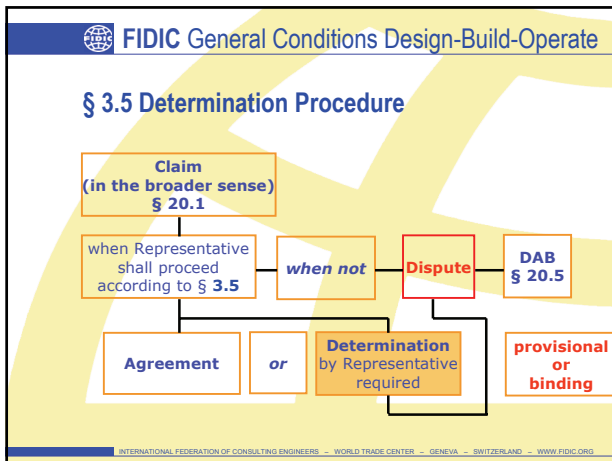 FIDIC FIDIC General Conditions Design-Build-Operate
§ 3.5 Determination Procedure
Claim
(in the broader sense)
§ 20.1
when Representative
shall proceed
according to § 3.5
when not
Dispute
DAB
§ 20.5
Agreement
or
Determination
by Representative
required
provisional
or
binding
INTERNATIONAL FEDERATION OF CONSULTING ENGINEERS – WORLD TRADE CENTER – GENEVA – SWITZERLAND – WWW.FIDIC.ORG